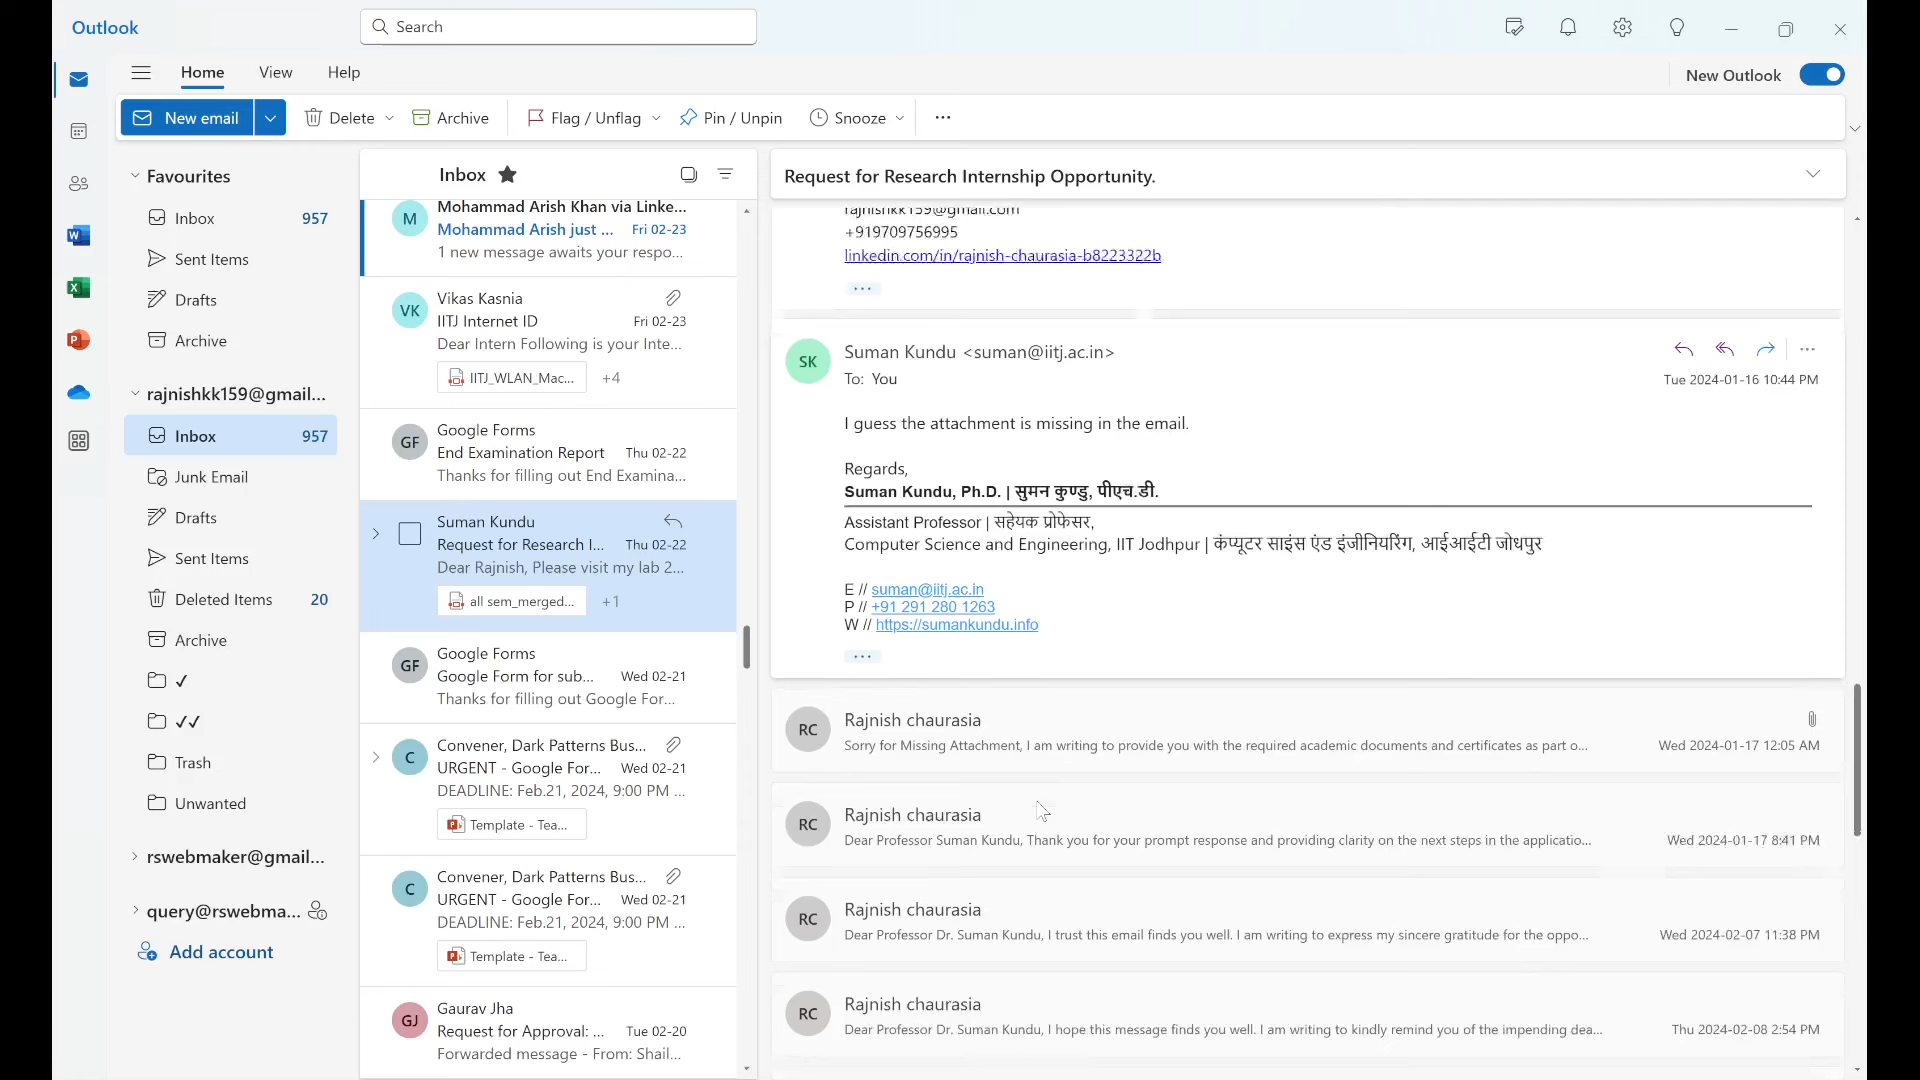 Outlook
Search
Home
View
Help
New Outlook
New email
Delete
Archive
Flag / Unflag
Pin / Unpin
Snooze
Favourites
Inbox 957
Sent Items
Drafts
Archive
rajnishkk159@gmail...
Inbox 957
Junk Email
Drafts
Sent Items
Deleted Items 20
Archive
✓
✓✓
Trash
Unwanted
rswebmaker@gmail...
query@rswebma...
Add account
Inbox
M
Mohammad Arish Khan via Linke...
Mohammad Arish just ... Fri 02-23
1 new message awaits your respo...
VK
Vikas Kasnia
IITJ Internet ID Fri 02-23
Dear Intern Following is your Inte...
IITJ_WLAN_Mac... +4
GF
Google Forms
End Examination Report Thu 02-22
Thanks for filling out End Examina...
Suman Kundu
Request for Research I... Thu 02-22
Dear Rajnish, Please visit my lab 2...
all sem_merged... +1
GF
Google Forms
Google Form for sub... Wed 02-21
Thanks for filling out Google For...
C
Convener, Dark Patterns Bus...
URGENT - Google For... Wed 02-21
DEADLINE: Feb.21, 2024, 9:00 PM ...
Template - Tea...
C
Convener, Dark Patterns Bus...
URGENT - Google For... Wed 02-21
DEADLINE: Feb.21, 2024, 9:00 PM ...
Template - Tea...
GJ
Gaurav Jha
Request for Approval: ... Tue 02-20
Forwarded message - From: Shail...
Request for Research Internship Opportunity.
rajnishkk159@gmail.com
+919709756995
linkedin.com/in/rajnish-chaurasia-b8223322b
SK
Suman Kundu <suman@iitj.ac.in>
To: You
Tue 2024-01-16 10:44 PM
I guess the attachment is missing in the email.
Regards,
Suman Kundu, Ph.D. | सुमन कुण्डु, पीएच.डी.
Assistant Professor | सहेयक प्रोफेसर,
Computer Science and Engineering, IIT Jodhpur | कंप्यूटर साइंस एंड इंजीनियरिंग, आईआईटी जोधपुर
E // suman@iitj.ac.in
P // +91 291 280 1263
W // https://sumankundu.info
RC
Rajnish chaurasia
Sorry for Missing Attachment, I am writing to provide you with the required academic documents and certificates as part o... Wed 2024-01-17 12:05 AM
RC
Rajnish chaurasia
Dear Professor Suman Kundu, Thank you for your prompt response and providing clarity on the next steps in the applicatio... Wed 2024-01-17 8:41 PM
RC
Rajnish chaurasia
Dear Professor Dr. Suman Kundu, I trust this email finds you well. I am writing to express my sincere gratitude for the oppo... Wed 2024-02-07 11:38 PM
RC
Rajnish chaurasia
Dear Professor Dr. Suman Kundu, I hope this message finds you well. I am writing to kindly remind you of the impending dea... Thu 2024-02-08 2:54 PM